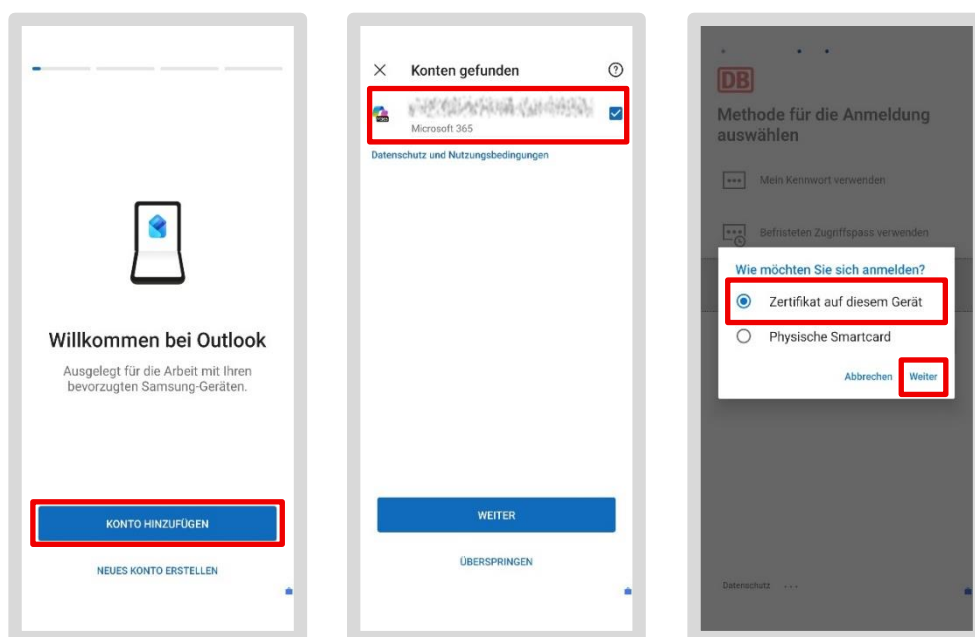 Willkommen bei Outlook
Ausgelegt für die Arbeit mit Ihren
bevorzugten Samsung-Geräten.
KONTO HINZUFÜGEN
NEUES KONTO ERSTELLEN
Konten gefunden
Microsoft 365
Datenschutz und Nutzungsbedingungen
WEITER
ÜBERSPRINGEN
DB
Methode für die Anmeldung
auswählen
Mein Kennwort verwenden
Befristeten Zugriffspass verwenden
Wie möchten Sie sich anmelden?
Zertifikat auf diesem Gerät
Physische Smartcard
Abbrechen Weiter
Datenschutz